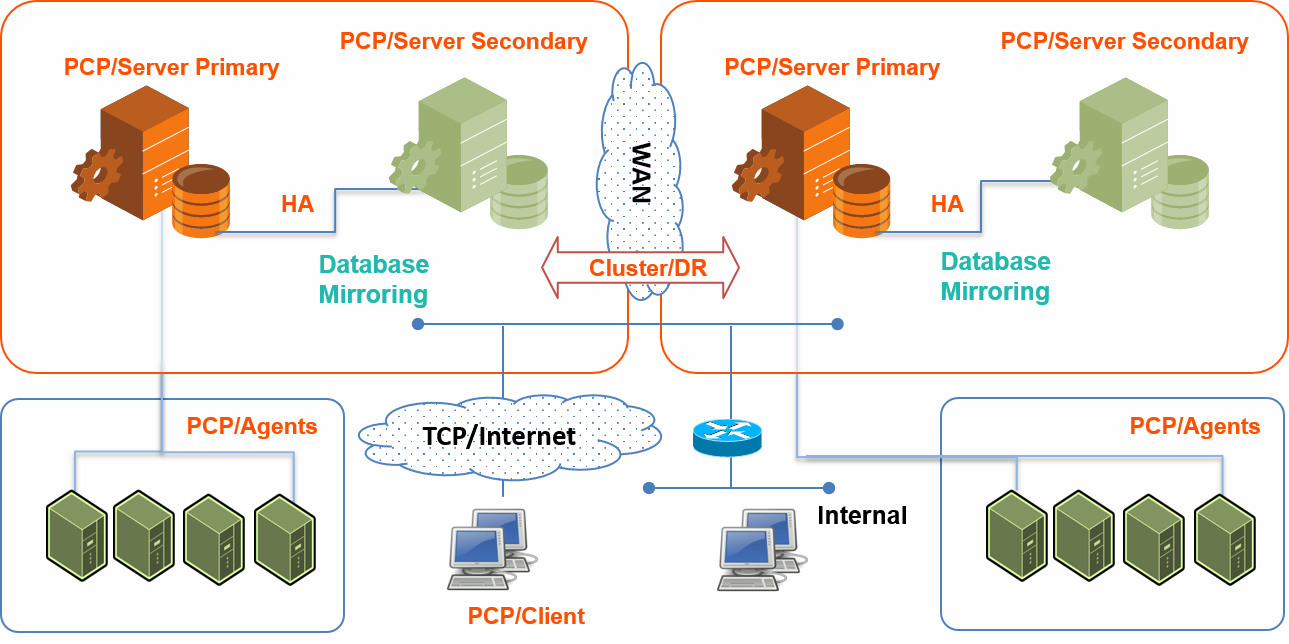 PCP/Server Secondary
PCP/Server Primary
HA
Database
Mirroring
WAN
Cluster/DR
PCP/Server Secondary
PCP/Server Primary
HA
Database
Mirroring
PCP/Agents
TCP/Internet
PCP/Client
Internal
PCP/Agents